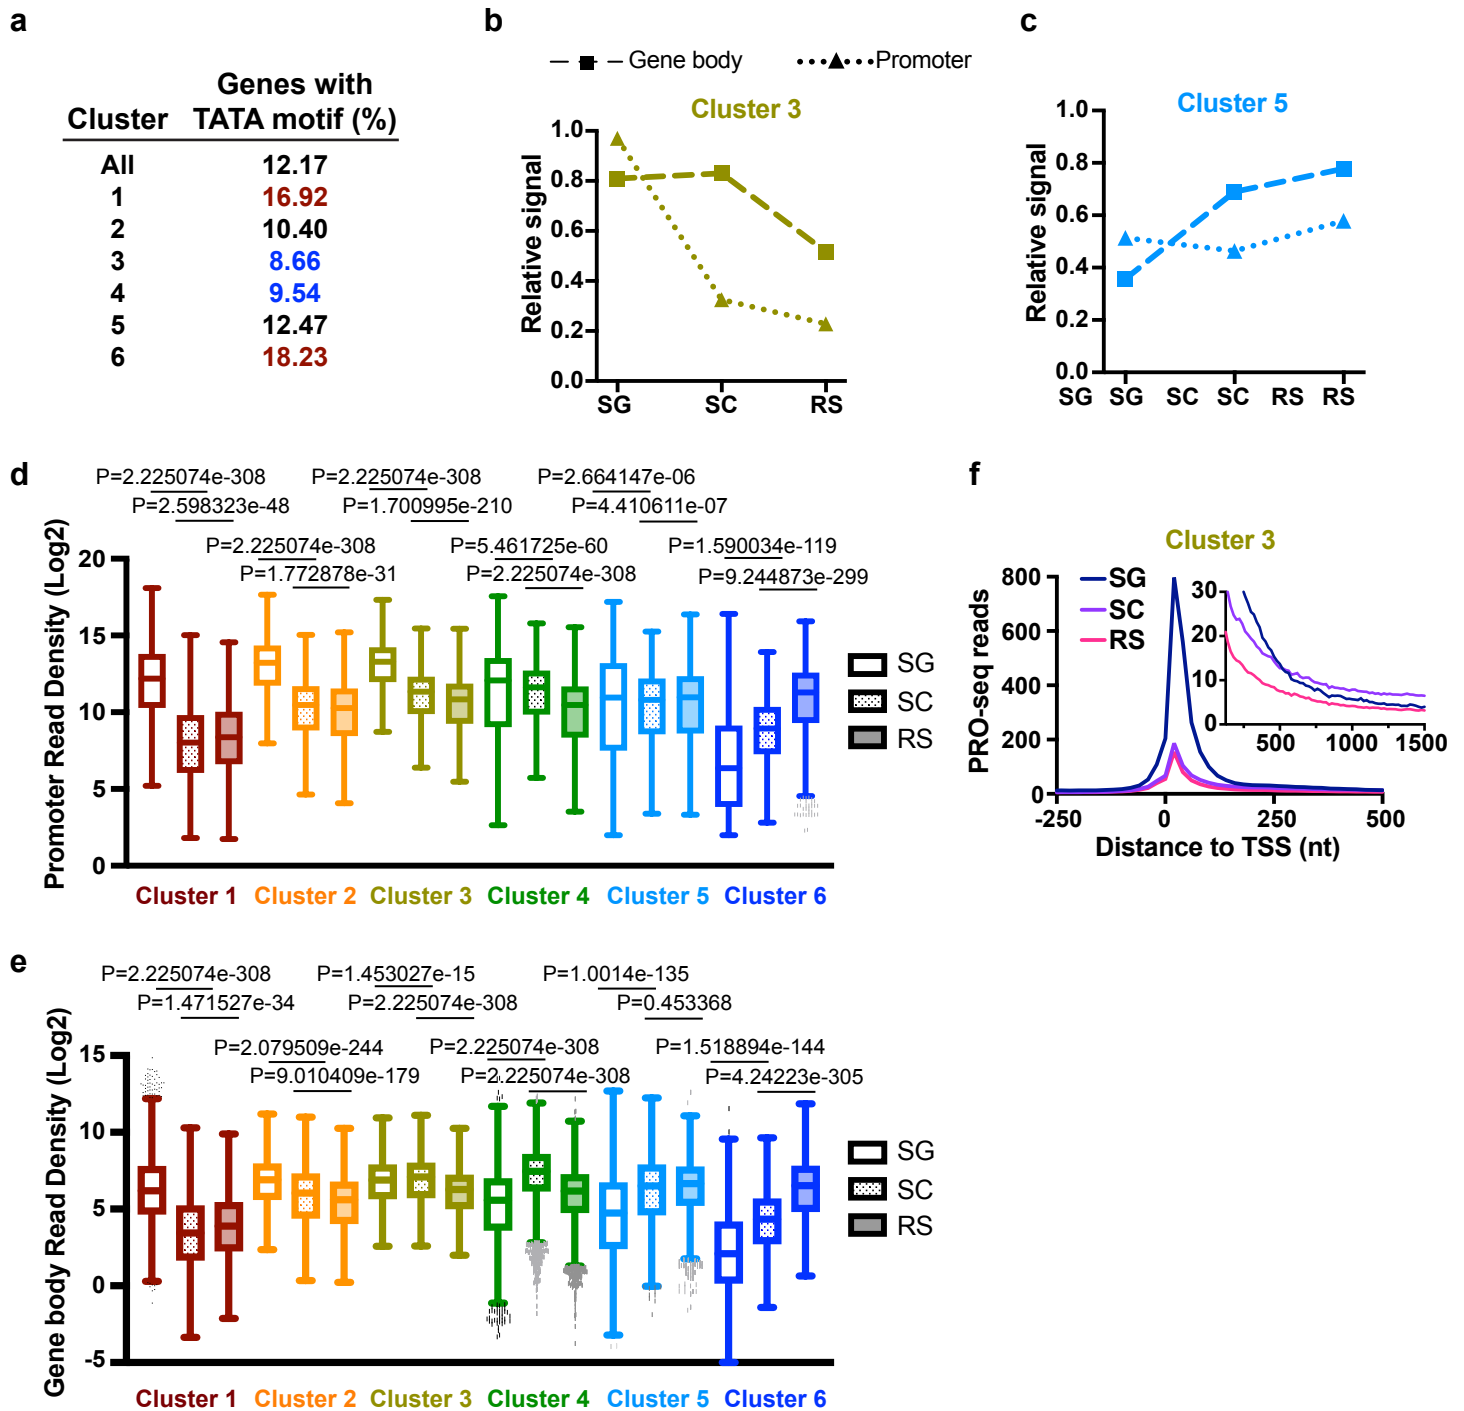 a
Genes with
Cluster TATA motif (%)
All 12.17
1 16.92
2 10.40
3 8.66
4 9.54
5 12.47
6 18.23
b
Gene body
Promoter
Cluster 3
Relative signal
1.0
0.8
0.6
0.4
0.2
0.0
SG SC RS
c
Cluster 5
Relative signal
1.0
0.8
0.6
0.4
0.2
0.0
SG SG SC SC RS RS
d
P=2.225074e-308 P=2.225074e-308 P=2.664147e-06
P=2.598323e-48 P=1.700995e-210 P=4.410611e-07
P=2.225074e-308 P=5.461725e-60 P=1.590034e-119
P=1.772878e-31 P=2.225074e-308 P=9.244873e-299
Promoter Read Density (Log2)
20
15
10
5
0
SG
SC
RS
Cluster 1 Cluster 2 Cluster 3 Cluster 4 Cluster 5 Cluster 6
f
Cluster 3
PRO-seq reads
800
600
400
200
0
SG
SC
RS
30
20
10
0
500 1000 1500
-250 0 250 500
Distance to TSS (nt)
e
P=2.225074e-308 P=1.453027e-15 P=1.0014e-135
P=1.471527e-34 P=2.225074e-308 P=0.453368
P=2.079509e-244 P=2.225074e-308 P=1.518894e-144
P=9.010409e-179 P=2.225074e-308 P=4.24223e-305
Gene body Read Density (Log2)
15
10
5
0
-5
SG
SC
RS
Cluster 1 Cluster 2 Cluster 3 Cluster 4 Cluster 5 Cluster 6